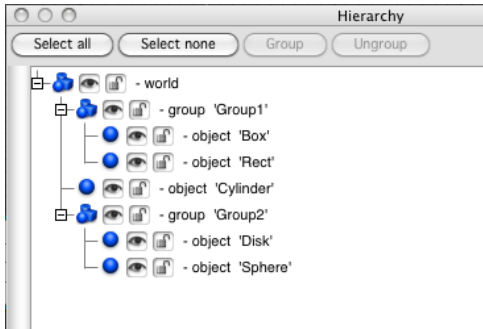 Hierarchy
Select all Select none Group Ungroup
- world
- group 'Group1'
- object 'Box'
- object 'Rect'
- object 'Cylinder'
- group 'Group2'
- object 'Disk'
- object 'Sphere'